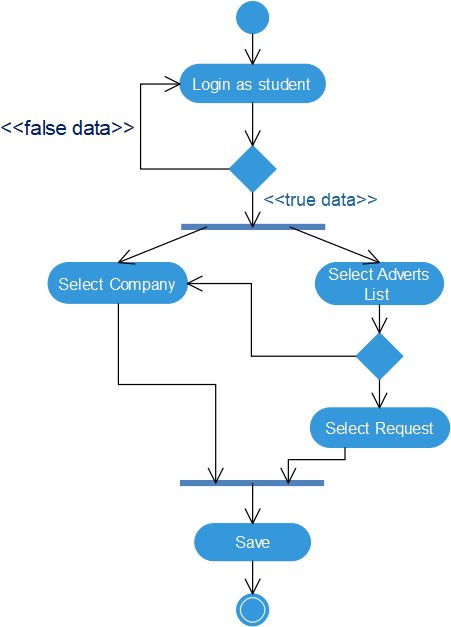 Login as student
<<false data>>
<<true data>>
Select Company
Select Adverts
List
Select Request
Save